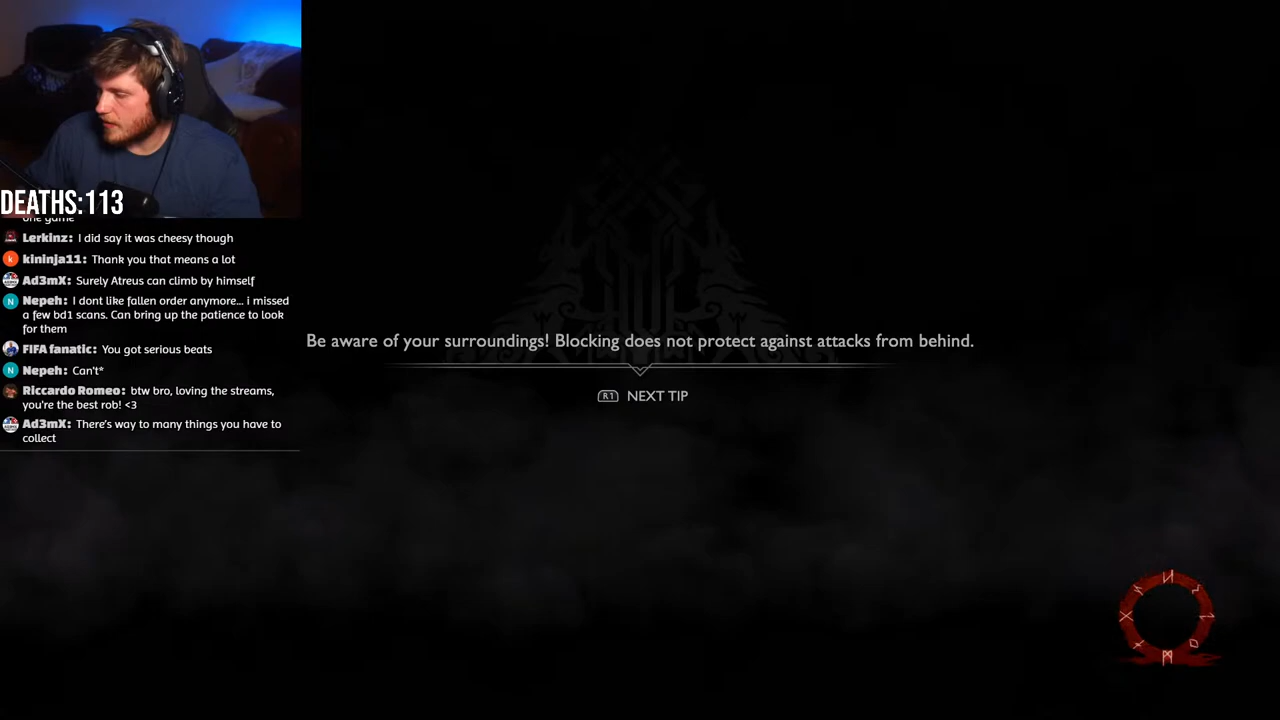 DEATHS:113
one game
Lerkinz: I did say it was cheesy though
kininja11: Thank you that means a lot
Ad3mX: Surely Atreus can climb by himself
Nepeh: I dont like fallen order anymore... i missed
a few bd1 scans. Can bring up the patience to look
for them
FIFA fanatic: You got serious beats
Nepeh: Can't*
Riccardo Romeo: btw bro, loving the streams,
you're the best rob! <3
Ad3mX: There's way to many things you have to
collect
Be aware of your surroundings! Blocking does not protect against attacks from behind.
R1 NEXT TIP